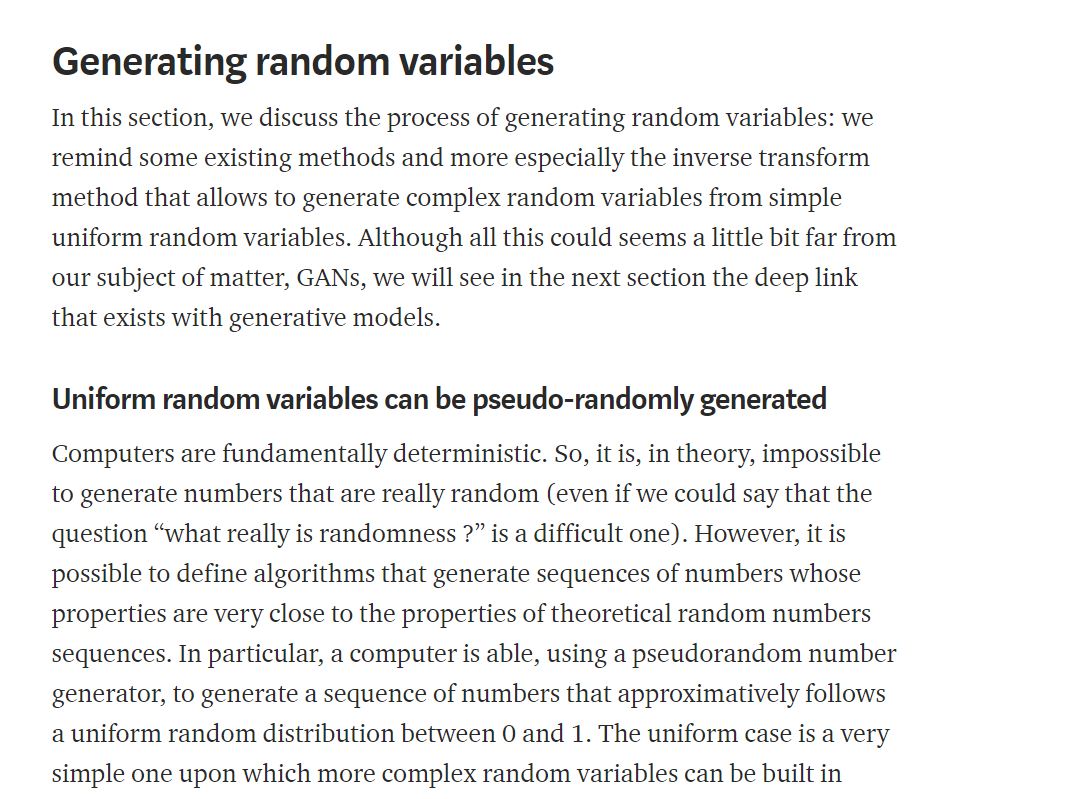 Generating random variables
In this section, we discuss the process of generating random variables: we
remind some existing methods and more especially the inverse transform
method that allows to generate complex random variables from simple
uniform random variables. Although all this could seems a little bit far from
our subject of matter, GANs, we will see in the next section the deep link
that exists with generative models.
Uniform random variables can be pseudo-randomly generated
Computers are fundamentally deterministic. So, it is, in theory, impossible
to generate numbers that are really random (even if we could say that the
question “what really is randomness ?” is a difficult one). However, it is
possible to define algorithms that generate sequences of numbers whose
properties are very close to the properties of theoretical random numbers
sequences. In particular, a computer is able, using a pseudorandom number
generator, to generate a sequence of numbers that approximatively follows
a uniform random distribution between 0 and 1. The uniform case is a very
simple one upon which more complex random variables can be built in